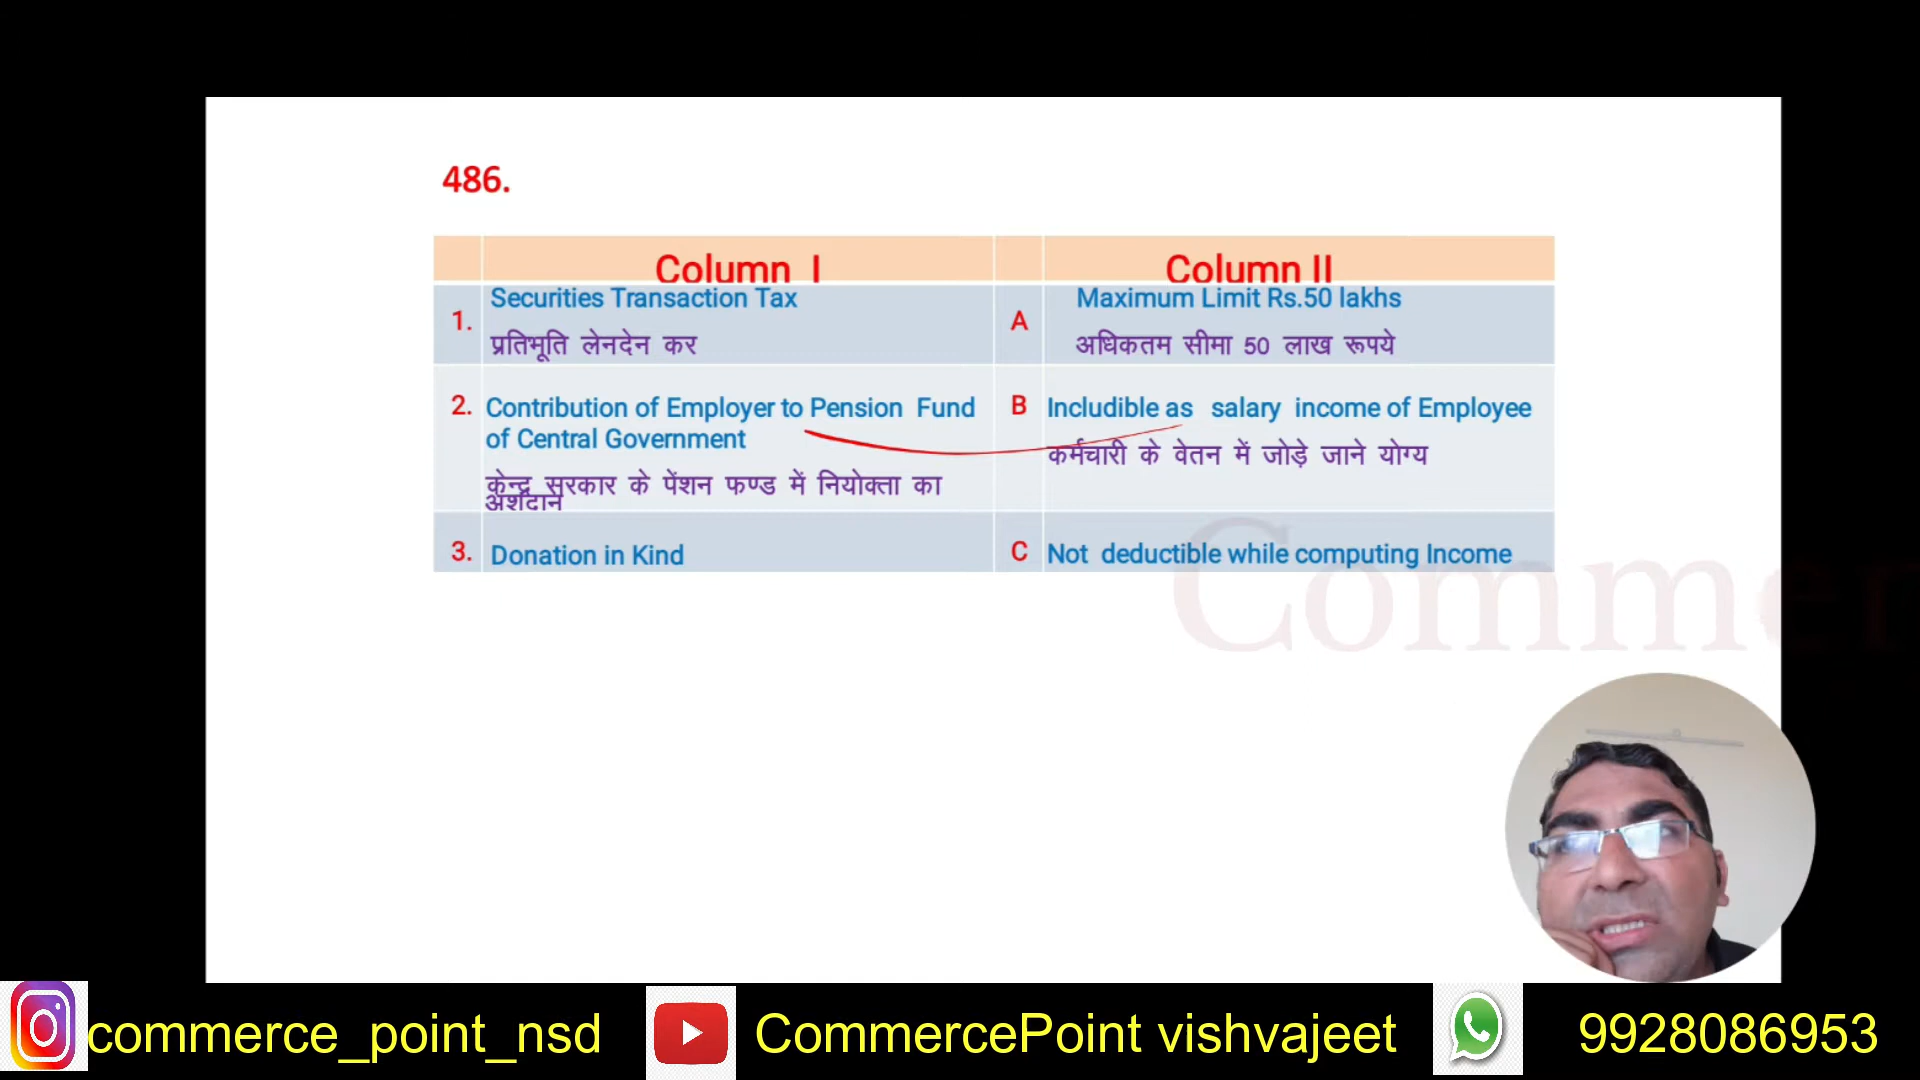 486.
Column I
Column II
1.
Securities Transaction Tax
प्रतिभूति लेनदेन कर
A
Maximum Limit Rs.50 lakhs
अधिकतम सीमा 50 लाख रूपये
2.
Contribution of Employer to Pension Fund
of Central Government
केन्द्र सरकार के पेंशन फण्ड में नियोक्ता का
अंशदान
B
Includible as salary income of Employee
कर्मचारी के वेतन में जोड़े जाने योग्य
3.
Donation in Kind
C
Not deductible while computing Income
Commer
commerce_point_nsd
CommercePoint vishvajeet
9928086953